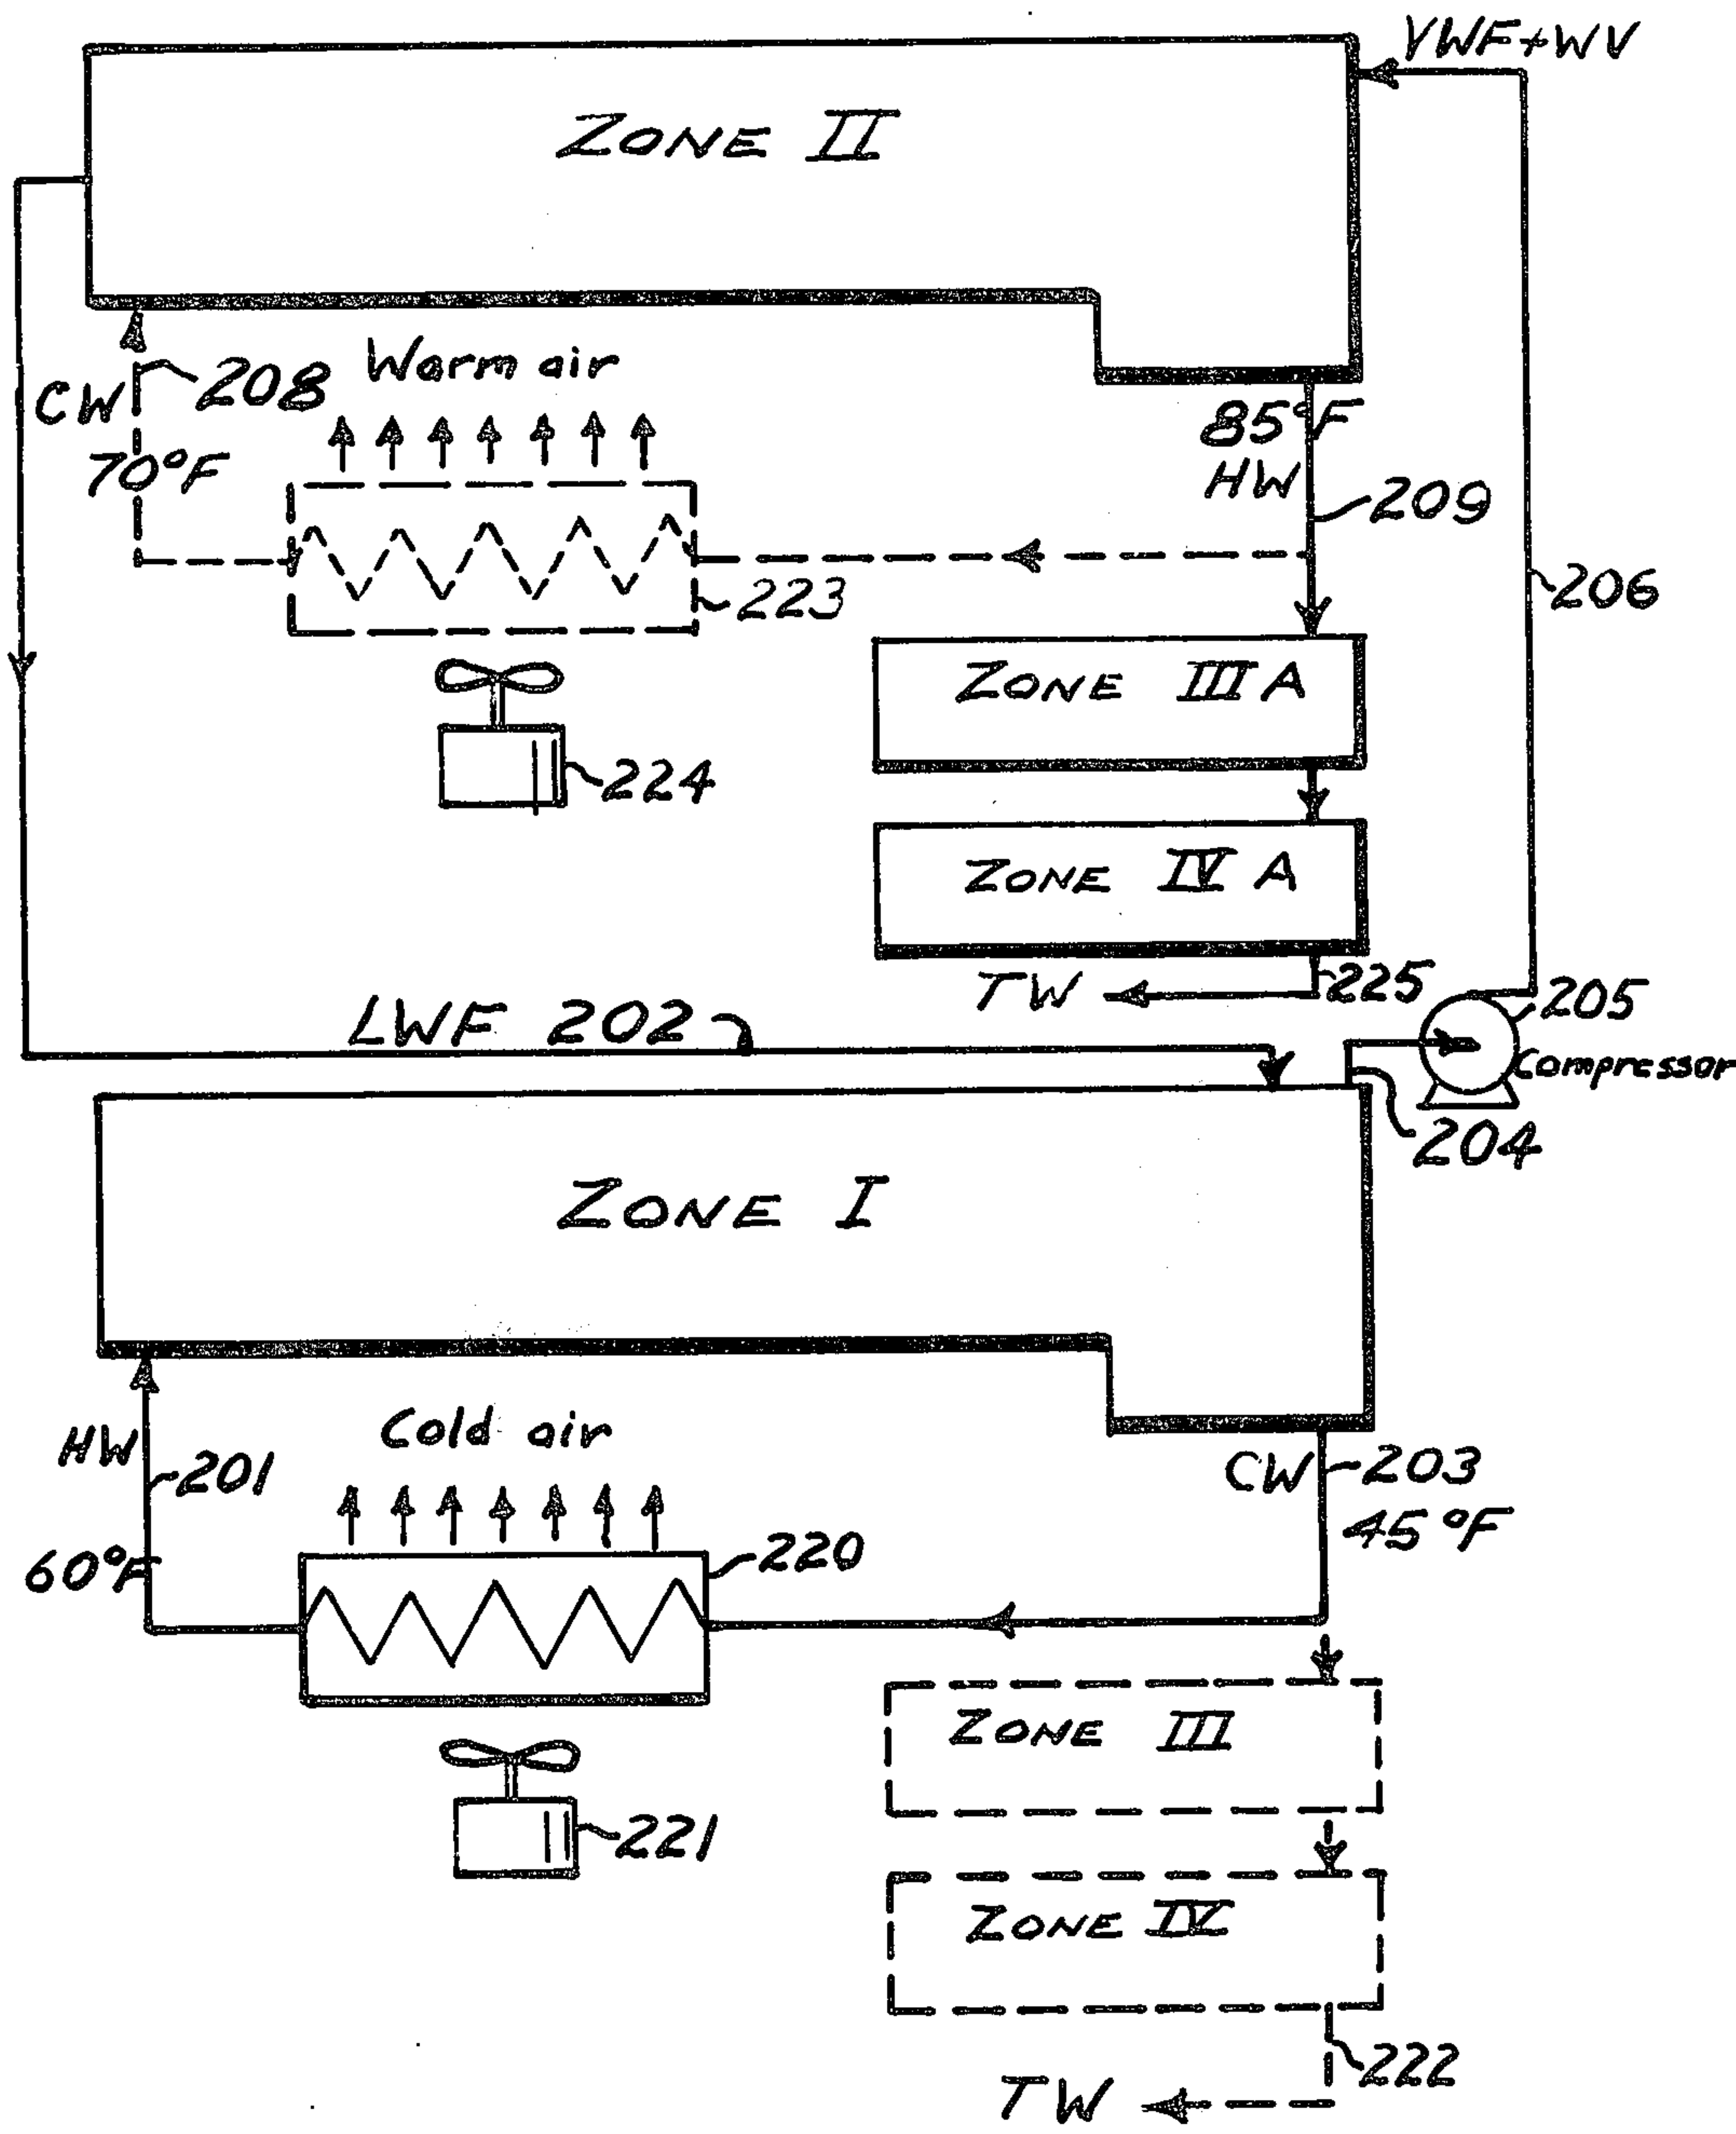 VWF+WV
ZONE II
208
Warm air
CW
85°F
70°F
HW
209
223
206
ZONE III A
224
ZONE IV A
TW
225
205
LWF 202
Compressor
204
ZONE I
Cold air
HW
201
CW
203
45°F
60°F
220
ZONE III
221
ZONE IV
222
TW